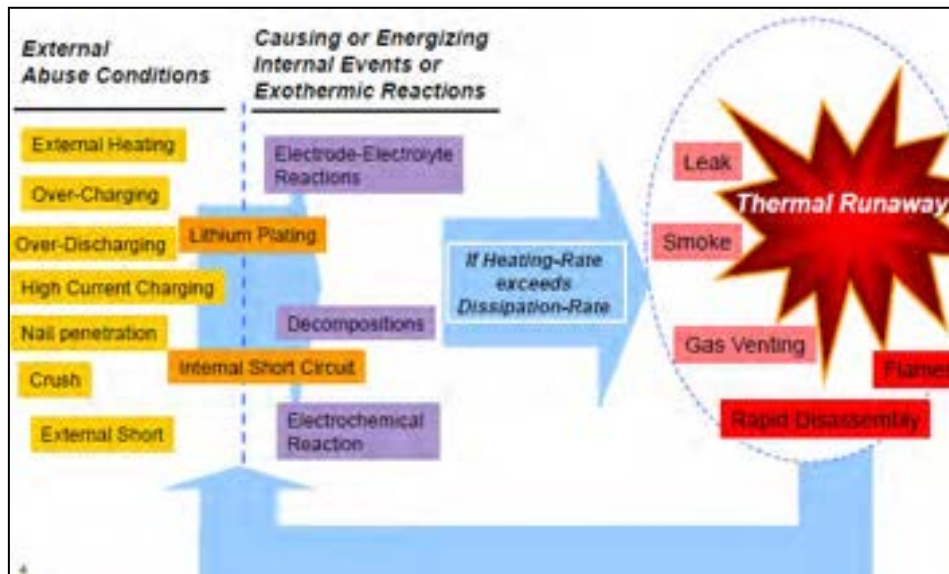 External
Abuse Conditions
Causing or Energizing
Internal Events or
Exothermic Reactions
External Heating
Over-Charging
Over-Discharging
High Current Charging
Nail penetration
Crush
External Short
Lithium Plating
Internal Short Circuit
Electrode-Electrolyte
Reactions
Decompositions
Electrochemical
Reaction
If Heating-Rate
exceeds
Dissipation-Rate
Leak
Thermal Runaway
Smoke
Gas Venting
Flames
Rapid Disassembly